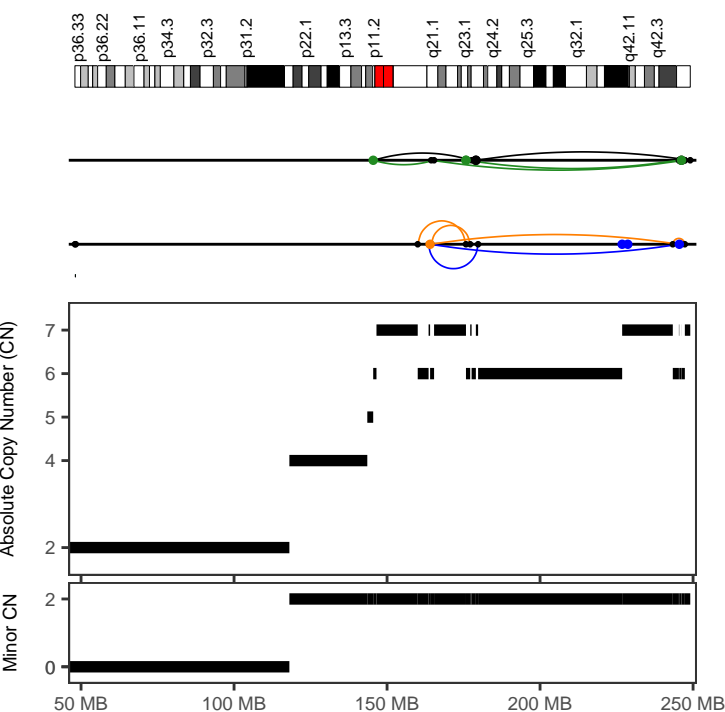 p36.33
p36.22
p36.11
p34.3
p32.3
p31.2
p22.1
p13.3
p11.2
q21.1
q23.1
q24.2
q25.3
q32.1
q42.11
q42.3
Absolute Copy Number (CN)
7
6
5
4
2
Minor CN
2
0
50 MB
100 MB
150 MB
200 MB
250 MB